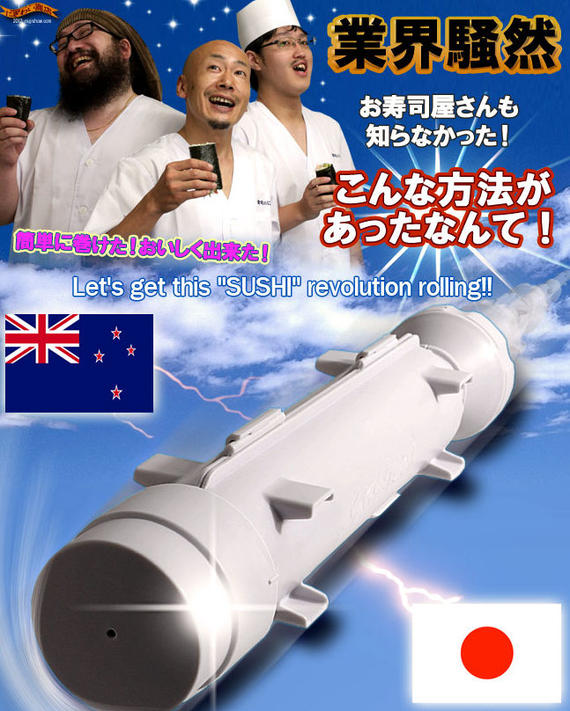 業界騒然
お寿司屋さんも
知らなかった!
こんな方法が
あったなんて!
簡単に巻けた!おいしく出来た!
Let's get this "SUSHI" revolution rolling!!